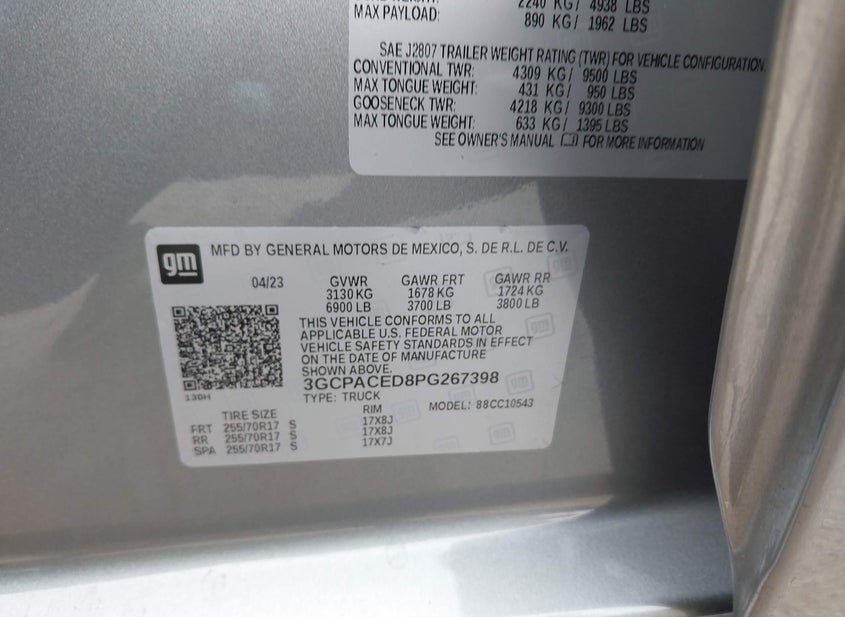 2240 KG/ 4938 LBS
MAX PAYLOAD: 890 KG/ 1962 LBS
SAE J2807 TRAILER WEIGHT RATING (TWR) FOR VEHICLE CONFIGURATION.
CONVENTIONAL TWR: 4309 KG/ 9500 LBS
MAX TONGUE WEIGHT: 431 KG/ 950 LBS
GOOSENECK TWR: 4218 KG/ 9300 LBS
MAX TONGUE WEIGHT: 633 KG/ 1395 LBS
SEE OWNER'S MANUAL FOR MORE INFORMATION
gm MFD BY GENERAL MOTORS DE MEXICO, S. DE R.L. DE C.V.
04/23 GVWR GAWR FRT GAWR RR
3130 KG 1678 KG 1724 KG
6900 LB 3700 LB 3800 LB
THIS VEHICLE CONFORMS TO ALL
APPLICABLE U.S. FEDERAL MOTOR
VEHICLE SAFETY STANDARDS IN EFFECT
ON THE DATE OF MANUFACTURE
SHOWN ABOVE.
3GCPACED8PG267398
130H
TYPE: TRUCK MODEL: 88CC10543
TIRE SIZE RIM
FRT 255/70R17 S 17X8J
RR 255/70R17 S 17X8J
SPA 255/70R17 S 17X7J